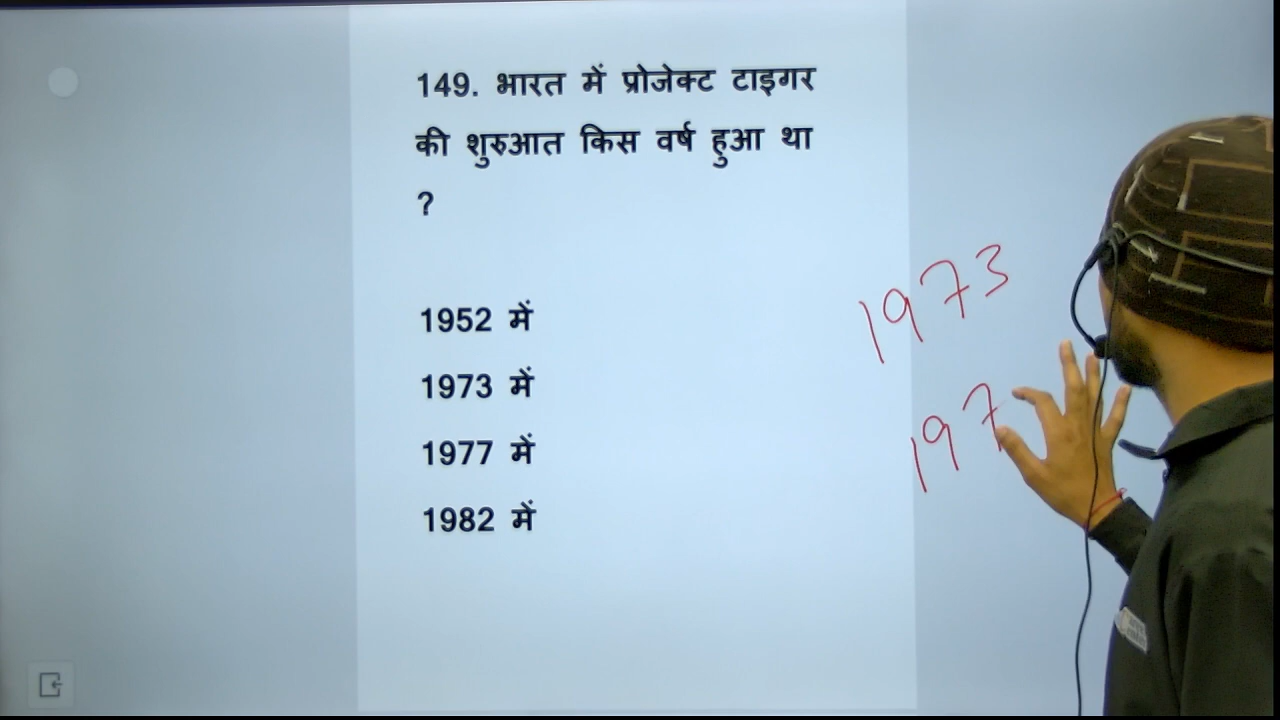 149. भारत में प्रोजेक्ट टाइगर
की शुरुआत किस वर्ष हुआ था
?
1952 में
1973 में
1977 में
1982 में
1973
197